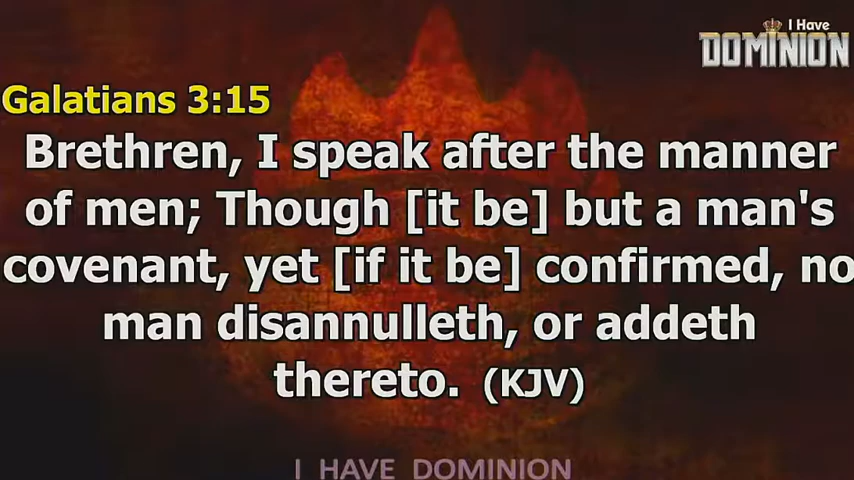 I Have
DOMINION
Galatians 3:15
Brethren, I speak after the manner
of men; Though [it be] but a man's
covenant, yet [if it be] confirmed, no
man disannulleth, or addeth
thereto. (KJV)
I HAVE DOMINION